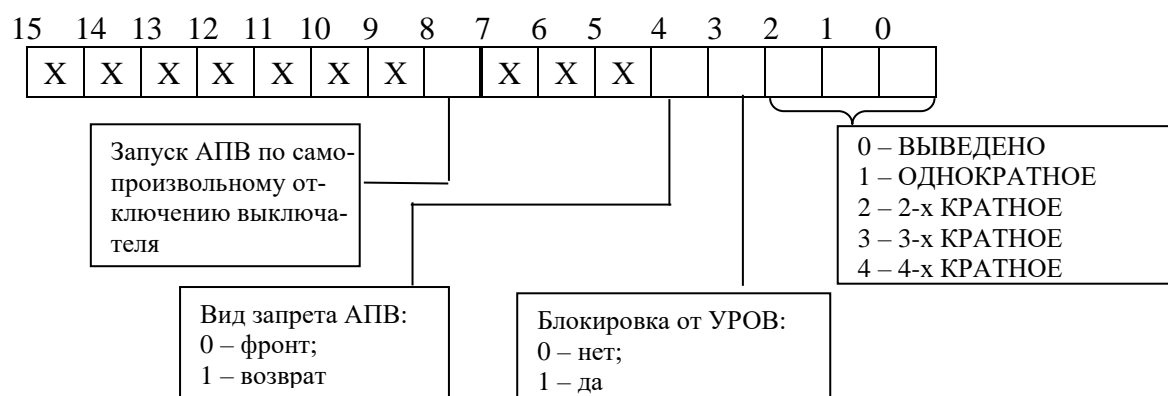 15 14 13 12 11 10 9 8 7 6 5 4 3 2 1 0
X X X X X X X X X X
Запуск АПВ по само-
произвольному от-
ключению выключа-
теля
0 – ВЫВЕДЕНО
1 – ОДНОКРАТНОЕ
2 – 2-х КРАТНОЕ
3 – 3-х КРАТНОЕ
4 – 4-х КРАТНОЕ
Вид запрета АПВ:
0 – фронт;
1 – возврат
Блокировка от УРОВ:
0 – нет;
1 – да